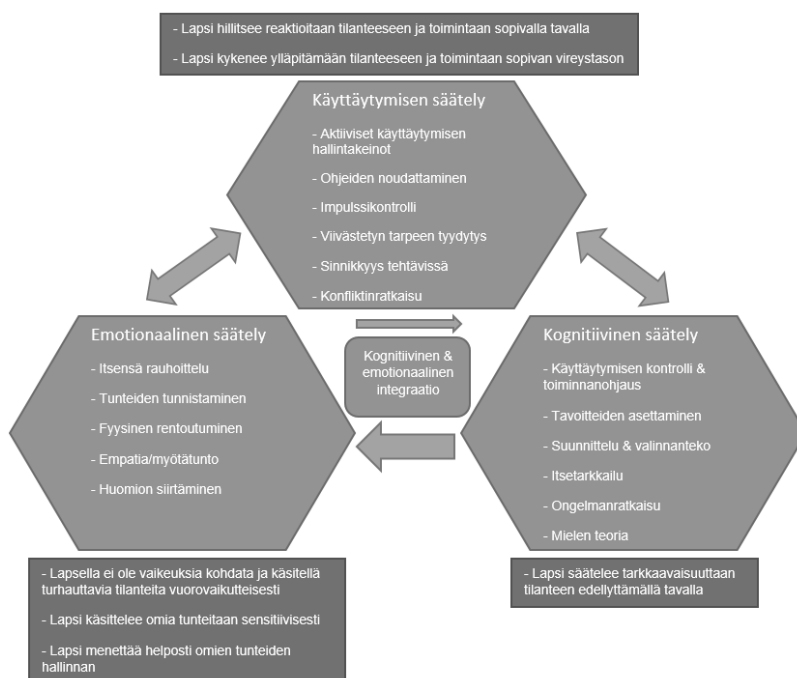 - Lapsi hillitsee reaktioitaan tilanteeseen ja toimintaan sopivalla tavalla
- Lapsi kykenee ylläpitämään tilanteeseen ja toimintaan sopivan vireystason
Käyttäytymisen säätely
- Aktiiviset käyttäytymisen
hallintakeinot
- Ohjeiden noudattaminen
- Impulssikontrolli
- Viivästetyn tarpeen tyydytys
- Sinnikkyys tehtävissä
- Konfliktinratkaisu
Emotionaalinen säätely
- Itsensä rauhoittelu
- Tunteiden tunnistaminen
- Fyysinen rentoutuminen
- Empatia/myötätunto
- Huomion siirtäminen
Kognitiivinen &
emotionaalinen
integraatio
Kognitiivinen säätely
- Käyttäytymisen kontrolli &
toiminnanohjaus
- Tavoitteiden asettaminen
- Suunnittelu & valinnanteko
- Itsetarkkailu
- Ongelmanratkaisu
- Mielen teoria
- Lapsella ei ole vaikeuksia kohdata ja käsitellä
turhauttavia tilanteita vuorovaikutteisesti
- Lapsi käsittelee omia tunteitaan sensitiivisesti
- Lapsi menettää helposti omien tunteiden
hallinnan
- Lapsi säätelee tarkkaavaisuuttaan
tilanteen edellyttämällä tavalla